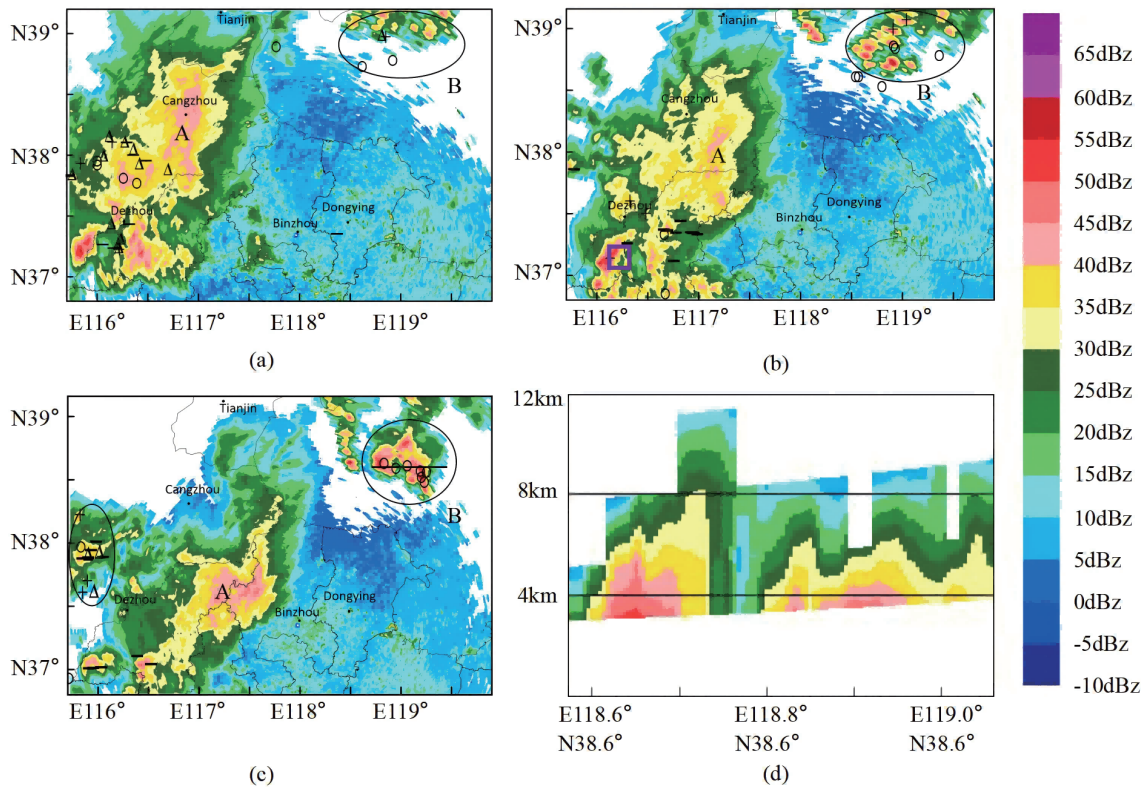 N39°
N38°
N37°
Tianjin
Cangzhou
A
Dezhou
Binzhou
Dongying
B
E116° E117° E118° E119°
(a)
N39°
N38°
N37°
Tianjin
Cangzhou
A
Dezhou
Binzhou
Dongying
B
E116° E117° E118° E119°
(b)
65dBz
60dBz
55dBz
50dBz
45dBz
40dBz
35dBz
30dBz
25dBz
20dBz
15dBz
10dBz
5dBz
0dBz
-5dBz
-10dBz
N39°
N38°
N37°
Tianjin
Cangzhou
A
Dezhou
Binzhou
Dongying
B
E116° E117° E118° E119°
(c)
12km
8km
4km
E118.6° E118.8° E119.0°
N38.6° N38.6° N38.6°
(d)